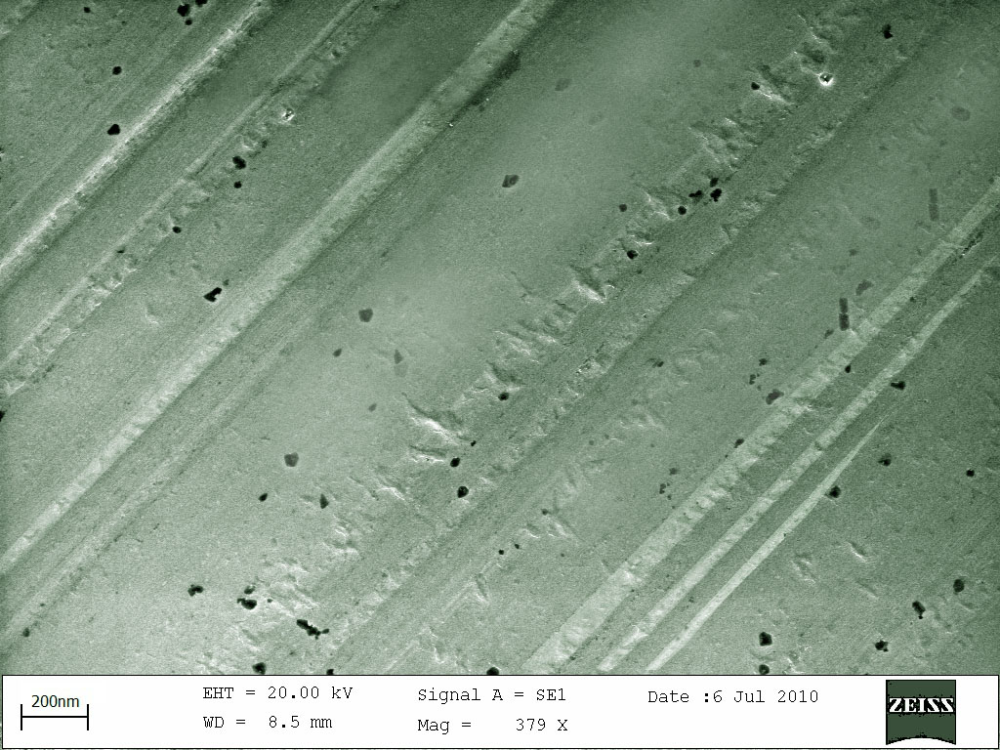 200nm
EHT = 20.00 kV
WD = 8.5 mm
Signal A = SE1
Mag = 379 X
Date :6 Jul 2010
ZEISS